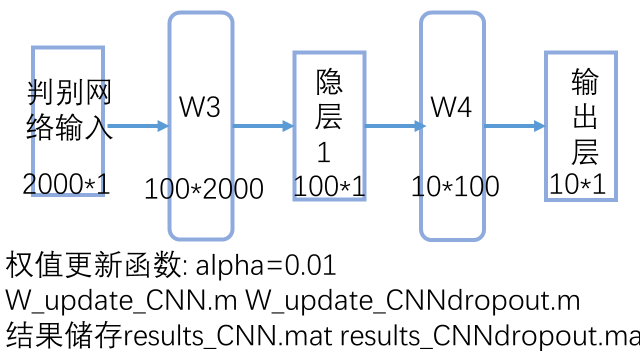 判别网
络输入
2000*1
W3
100*2000
隐
层
1
100*1
W4
10*100
输
出
层
10*1
权值更新函数: alpha=0.01
W_update_CNN.m W_update_CNNdropout.m
结果储存results_CNN.mat results_CNNdropout.ma